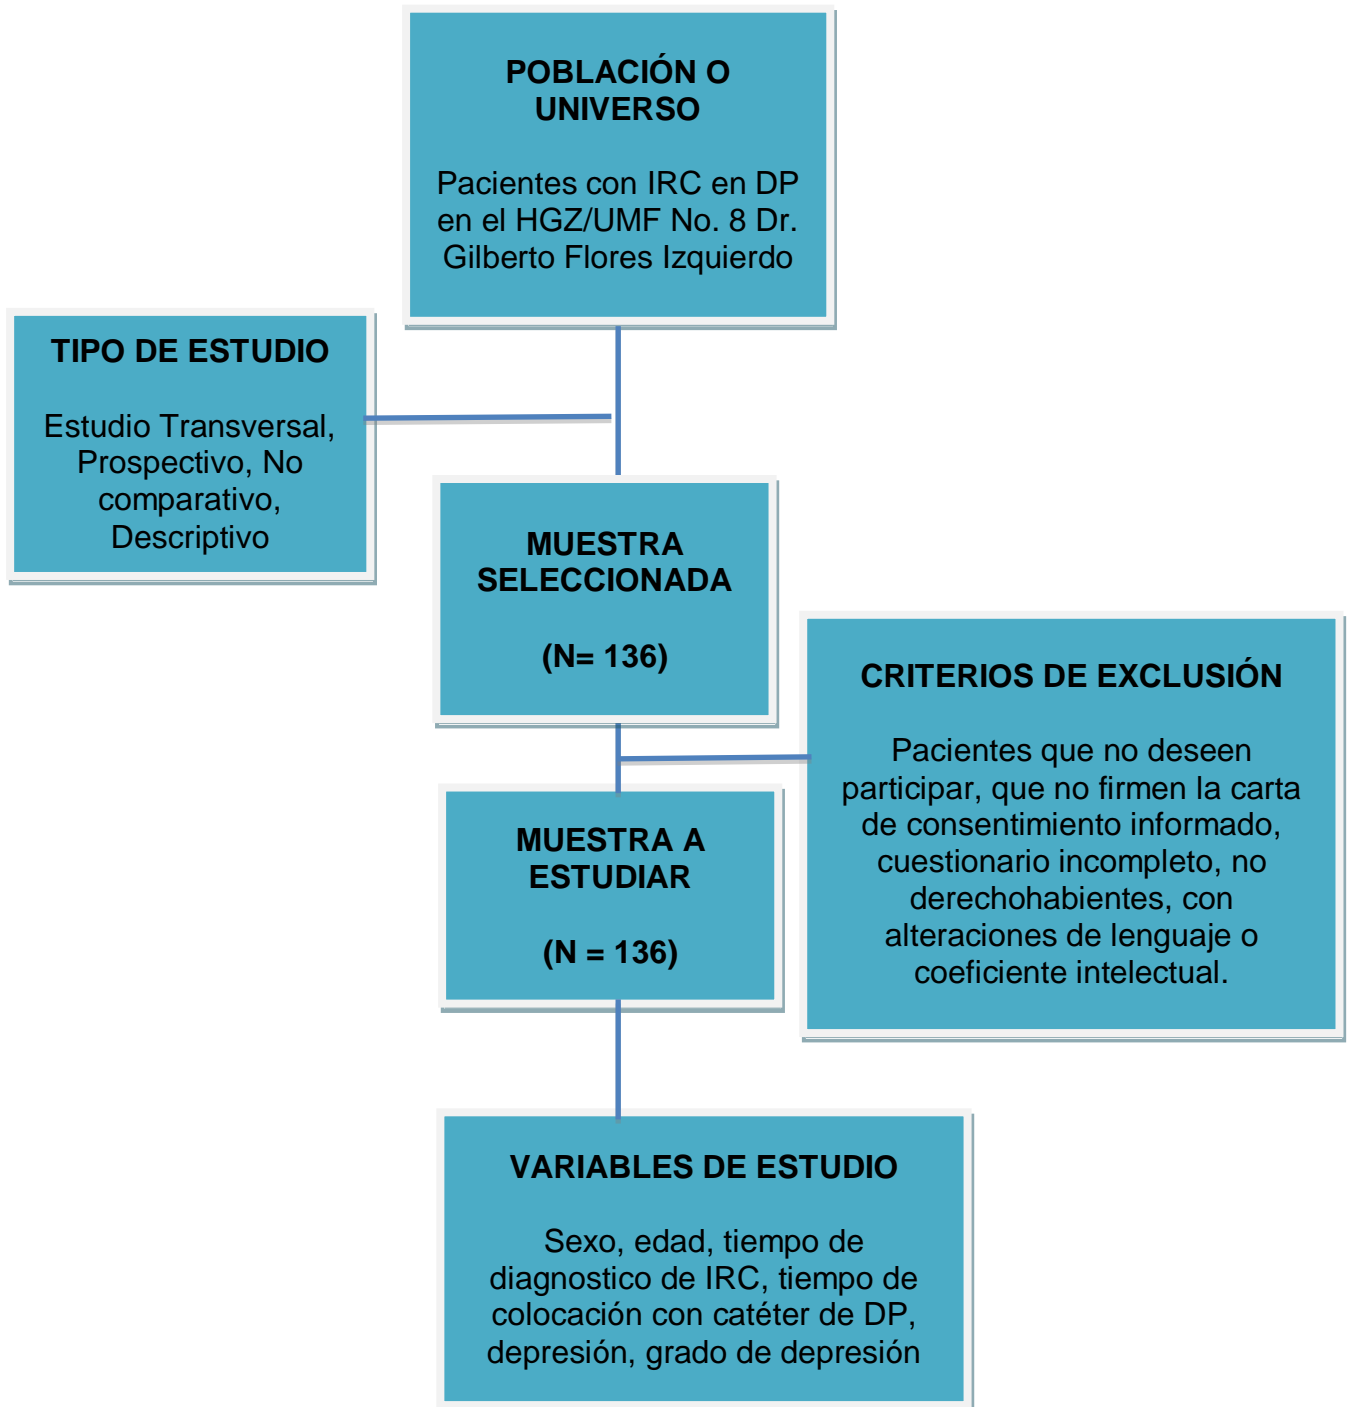 POBLACIÓN O
UNIVERSO
Pacientes con IRC en DP
en el HGZ/UMF No. 8 Dr.
Gilberto Flores Izquierdo
TIPO DE ESTUDIO
Estudio Transversal,
Prospectivo, No
comparativo,
Descriptivo
MUESTRA
SELECCIONADA
(N= 136)
CRITERIOS DE EXCLUSIÓN
Pacientes que no deseen
participar, que no firmen la carta
de consentimiento informado,
cuestionario incompleto, no
derechohabientes, con
alteraciones de lenguaje o
coeficiente intelectual.
MUESTRA A
ESTUDIAR
(N = 136)
VARIABLES DE ESTUDIO
Sexo, edad, tiempo de
diagnostico de IRC, tiempo de
colocación con catéter de DP,
depresión, grado de depresión